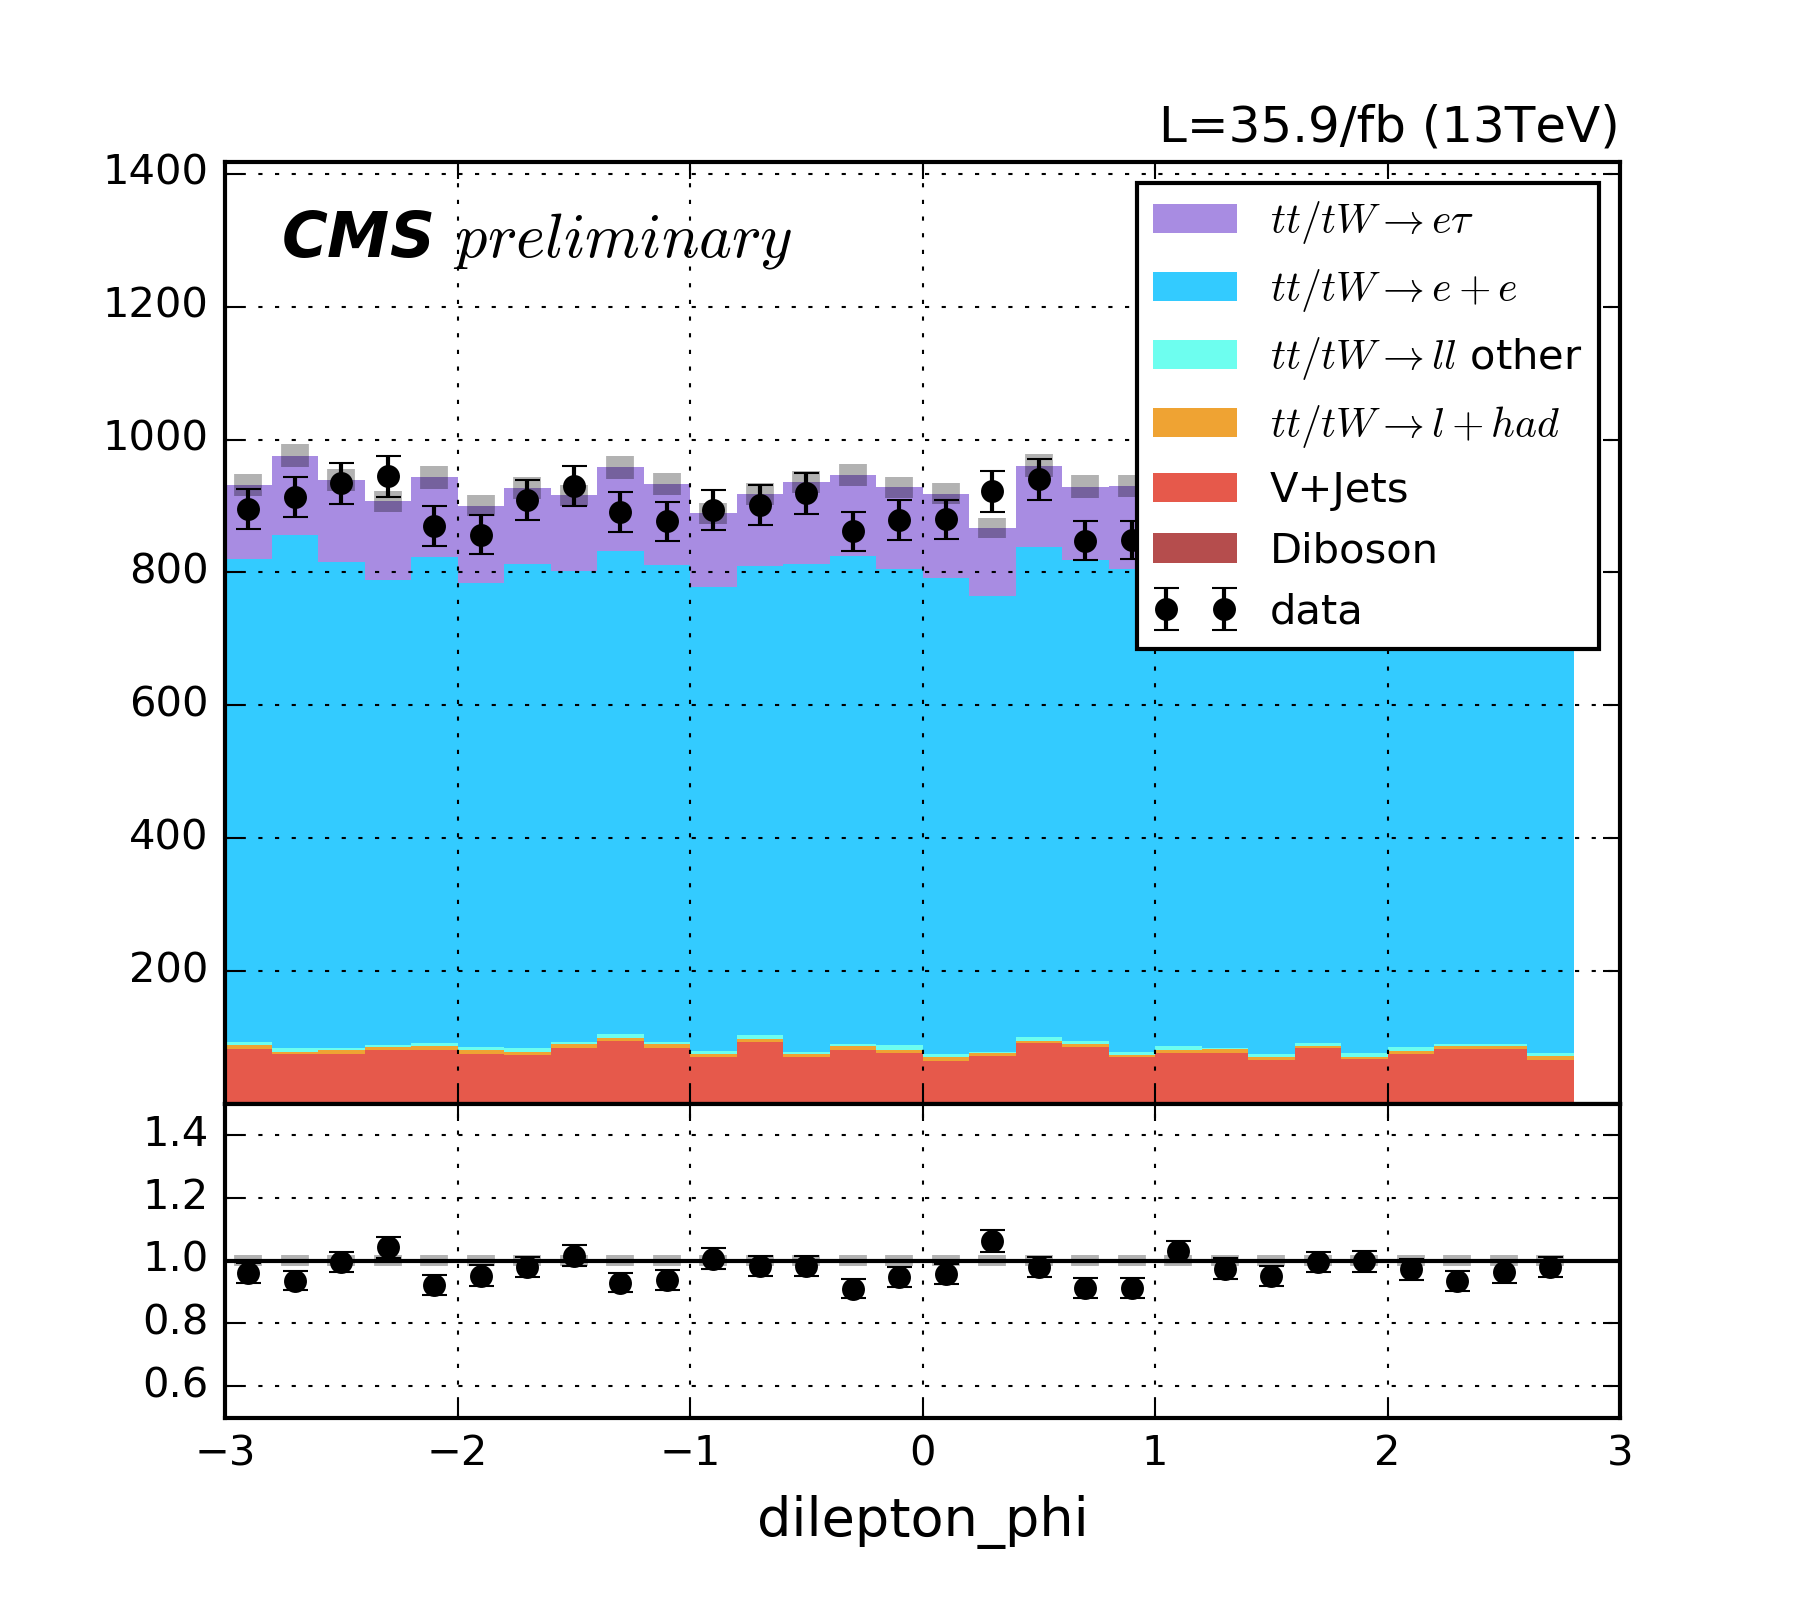 L=35.9/fb (13TeV)
CMS preliminary
1400
1200
1000
800
600
400
200
tt/tW→eτ
tt/tW→e+e
tt/tW→ll other
tt/tW→l+had
V+Jets
Diboson
data
1.4
1.2
1.0
0.8
0.6
−3 −2 −1 0 1 2 3
dilepton_phi